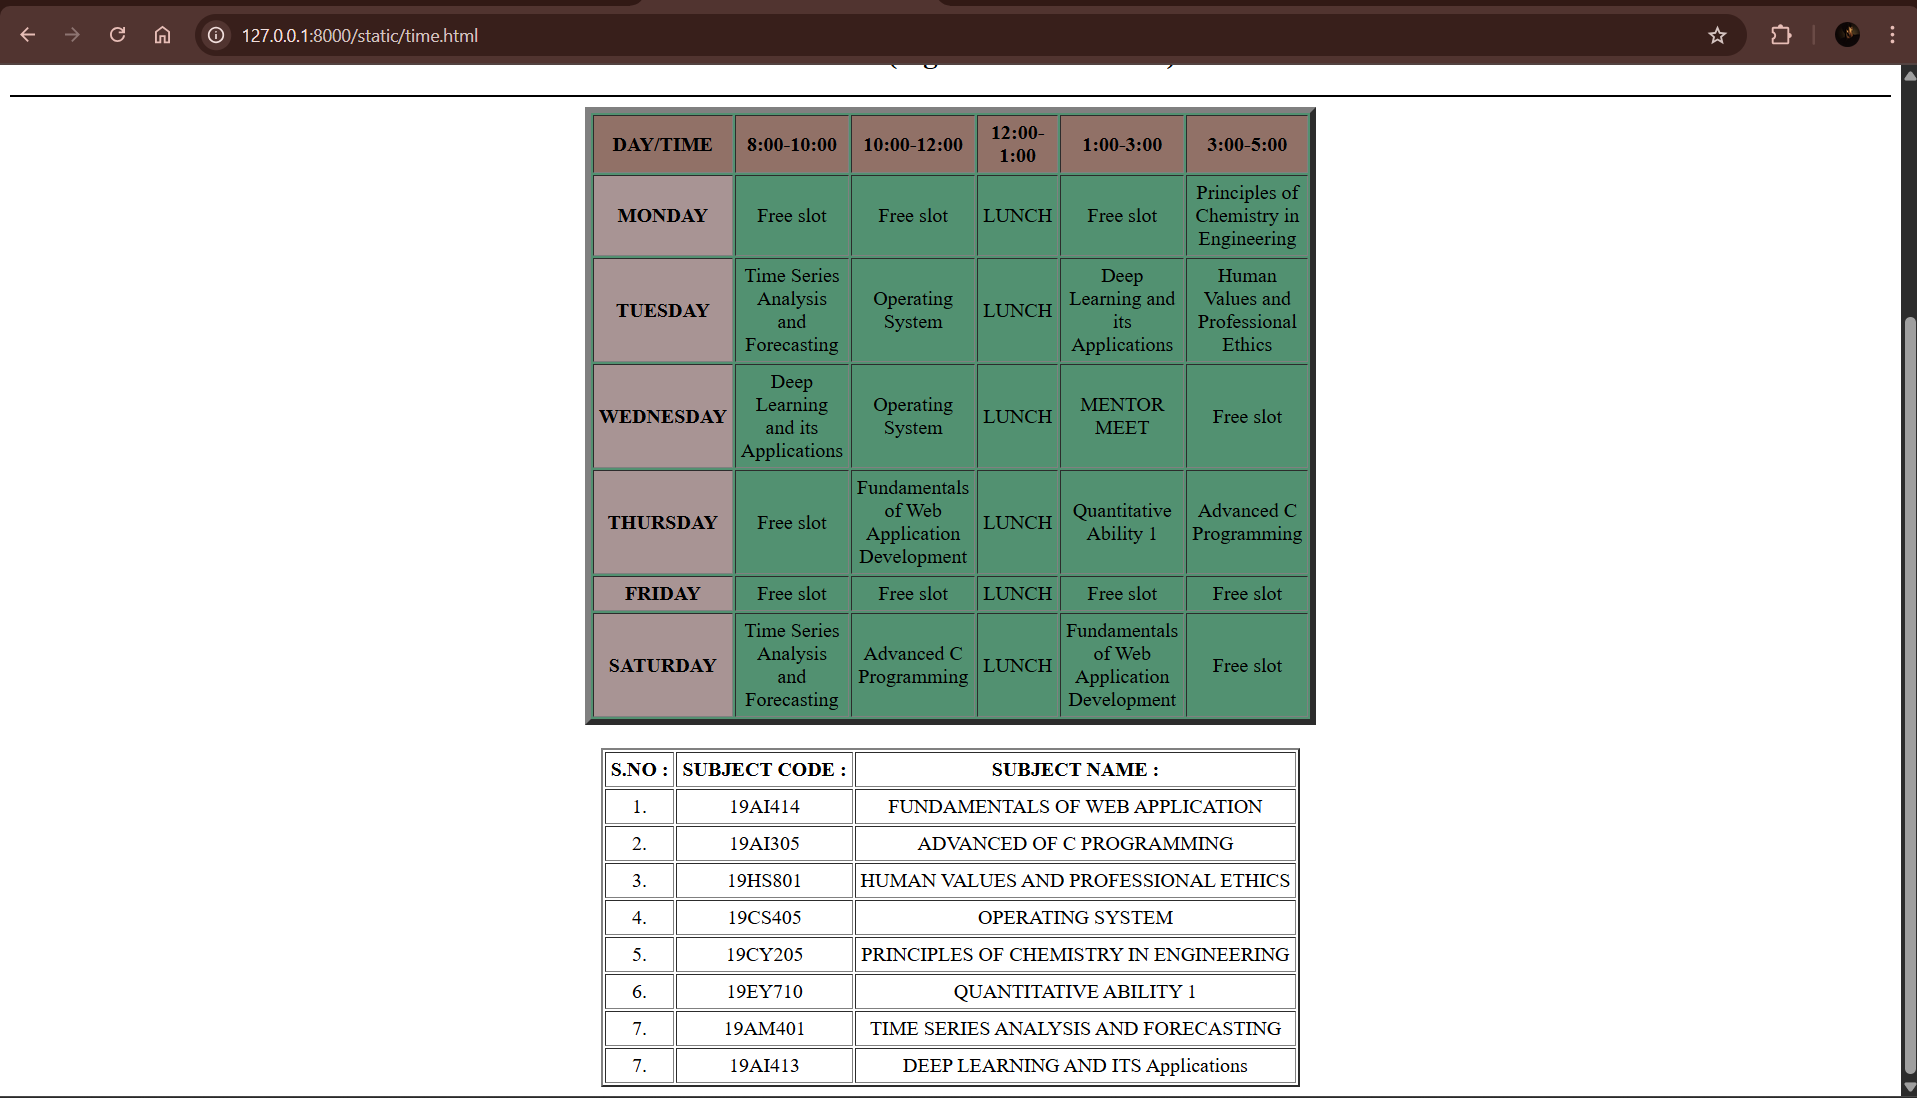 127.0.0.1:8000/static/time.html
DAY/TIME 8:00-10:00 10:00-12:00 12:00-1:00 1:00-3:00 3:00-5:00
MONDAY Free slot Free slot LUNCH Free slot Principles of Chemistry in Engineering
TUESDAY Time Series Analysis and Forecasting Operating System LUNCH Deep Learning and its Applications Human Values and Professional Ethics
WEDNESDAY Deep Learning and its Applications Operating System LUNCH MENTOR MEET Free slot
THURSDAY Free slot Fundamentals of Web Application Development LUNCH Quantitative Ability 1 Advanced C Programming
FRIDAY Free slot Free slot LUNCH Free slot Free slot
SATURDAY Time Series Analysis and Forecasting Advanced C Programming LUNCH Fundamentals of Web Application Development Free slot
S.NO : SUBJECT CODE : SUBJECT NAME :
1. 19AI414 FUNDAMENTALS OF WEB APPLICATION
2. 19AI305 ADVANCED OF C PROGRAMMING
3. 19HS801 HUMAN VALUES AND PROFESSIONAL ETHICS
4. 19CS405 OPERATING SYSTEM
5. 19CY205 PRINCIPLES OF CHEMISTRY IN ENGINEERING
6. 19EY710 QUANTITATIVE ABILITY 1
7. 19AM401 TIME SERIES ANALYSIS AND FORECASTING
7. 19AI413 DEEP LEARNING AND ITS Applications